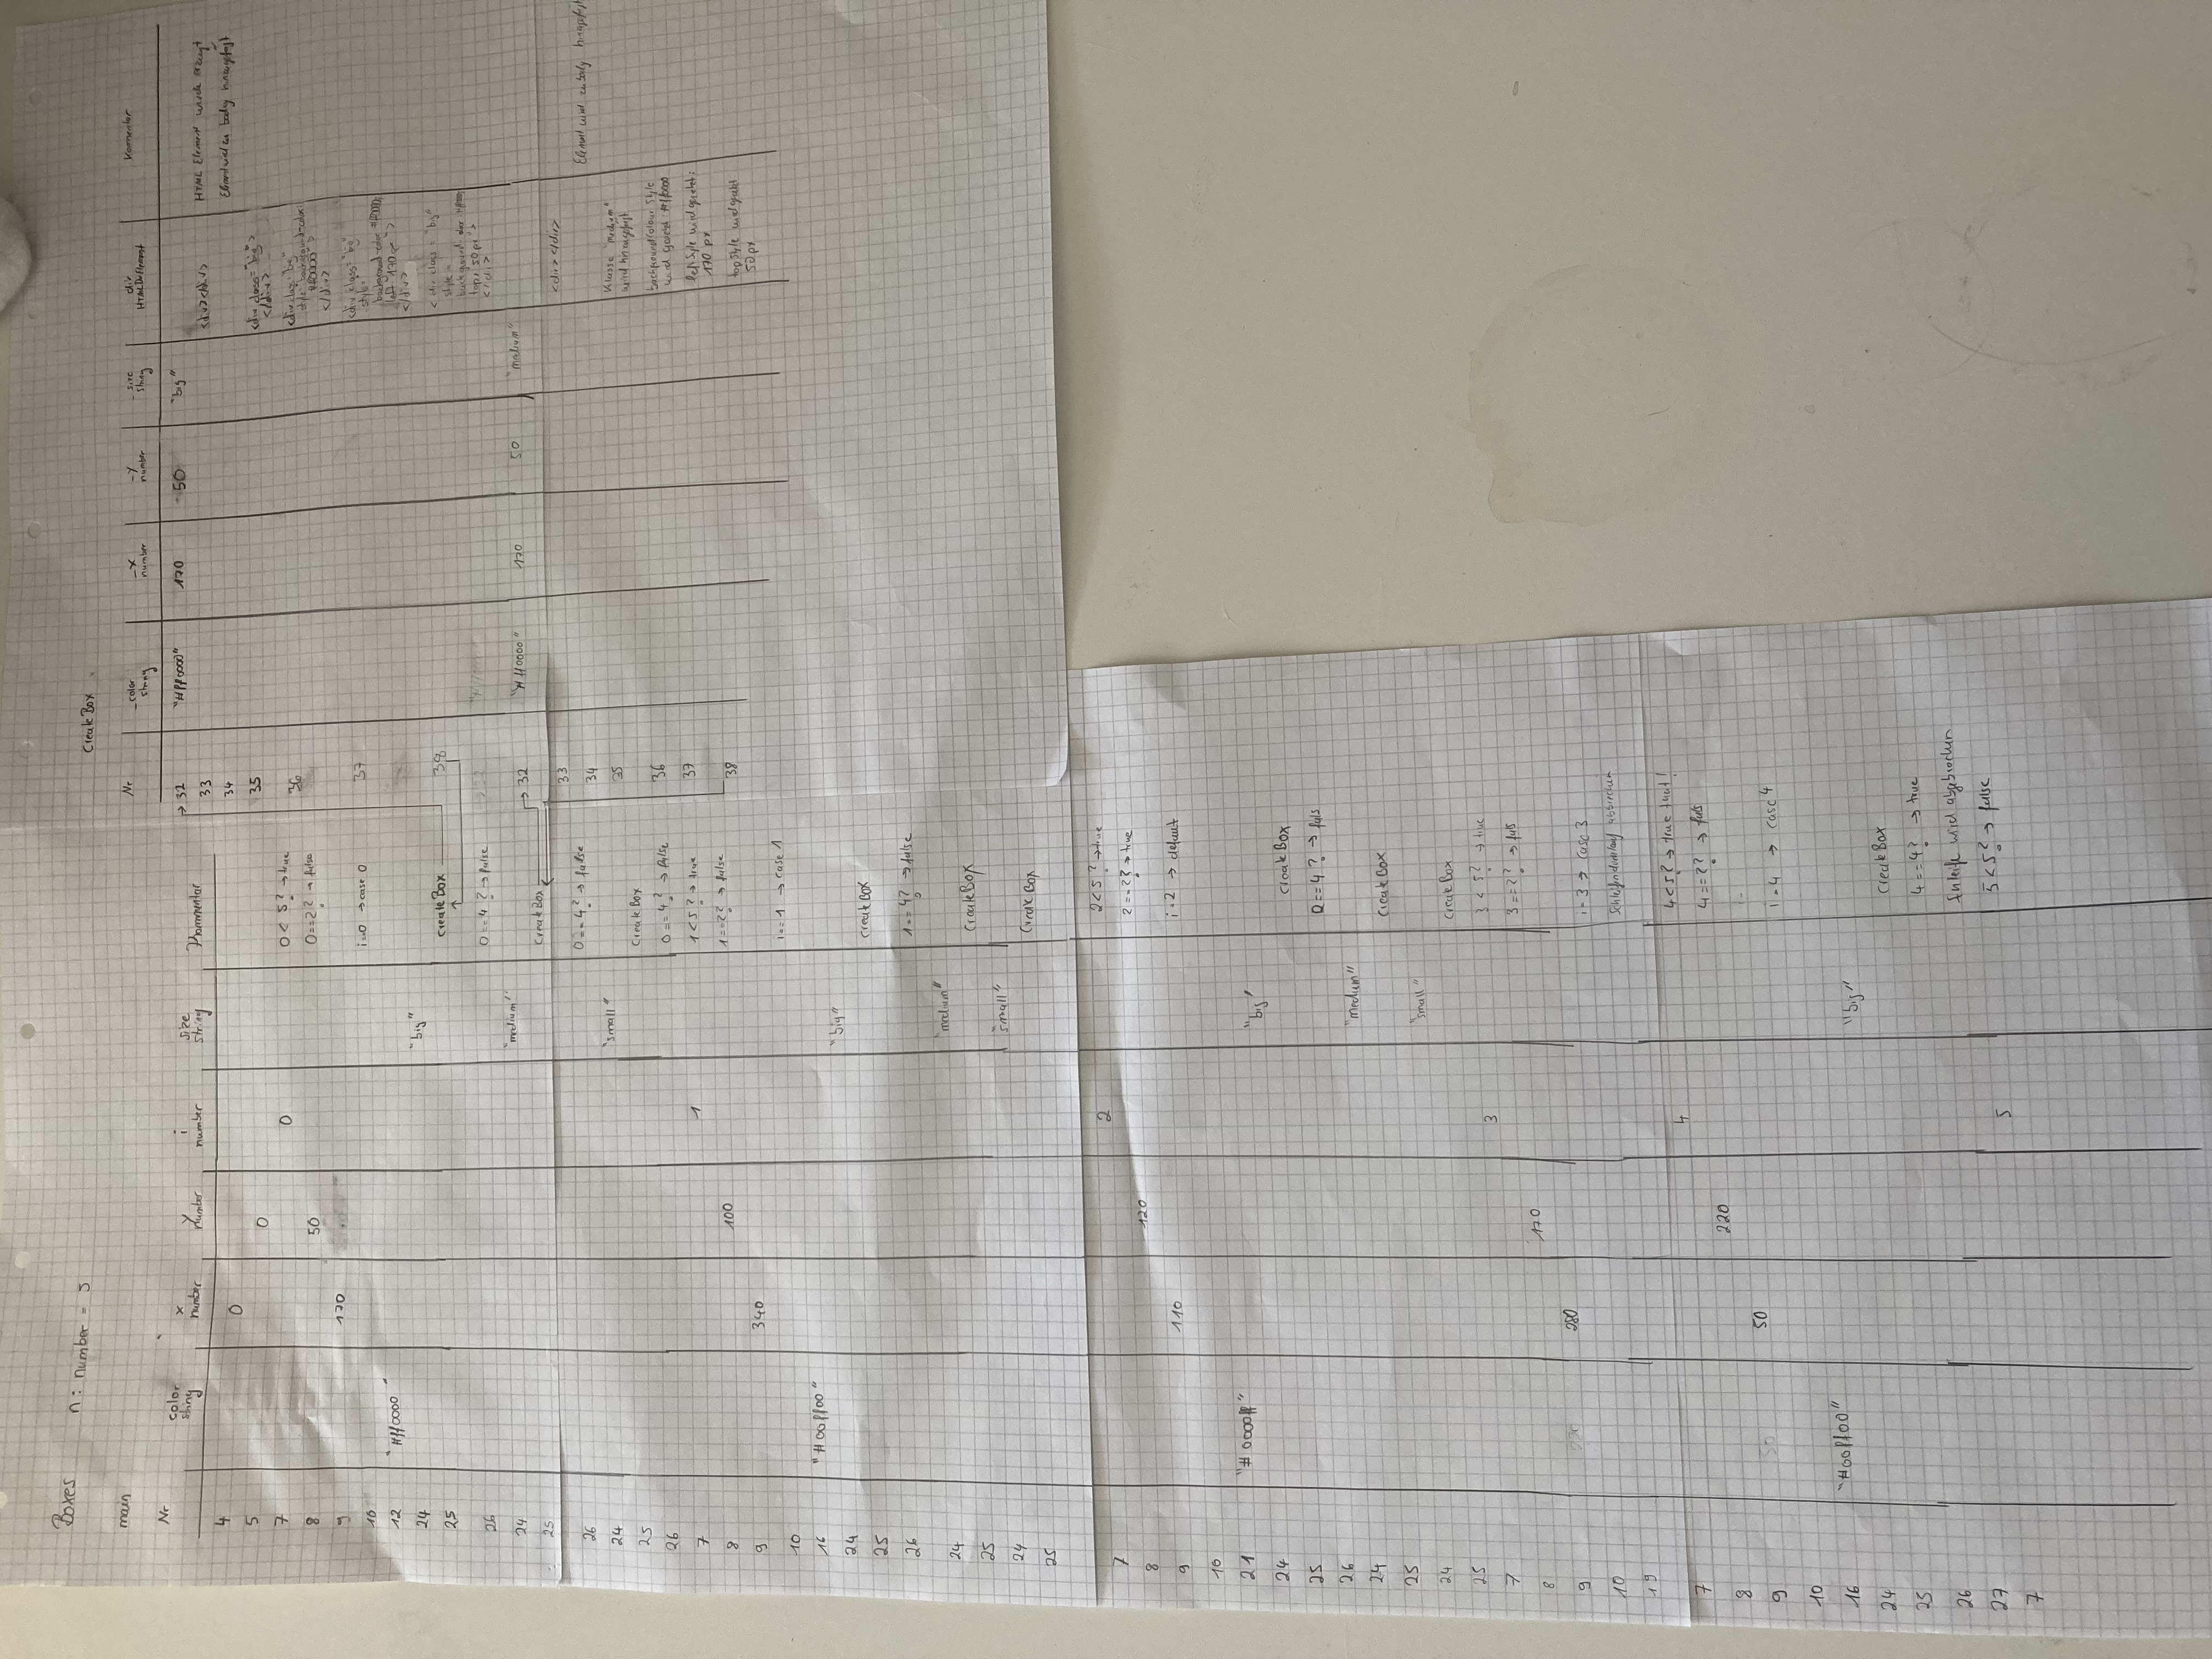 Boxes n : number = 5
main
Nr color string x number y number i number size string Kommentar
4 0
5 0
7 0 0 < 5? → true
8 50 0==2? → false
9 170
10 i=0 → case 0
12 "#ff0000"
24 "big"
25 createBox
26 0==4? → false
24 "medium"
25 createBox
26 0==4? → false
24 "small"
25 createBox
26 0==4? → false
7 1 1<5? → true
8 100 1==2? → false
9 340
10 i==1 → case 1
16 "#00ff00"
24 "big"
25 createBox
26 1==4? → false
24 "medium"
25 createBox
24 "small"
25 createBox
7 2 2<5? → true
8 120 2==2? → true
9 110 i=2 → default
10
21 "#0000ff"
24 "big"
25 createBox
26 2==4? → fals
24 "medium"
25 createBox
24 "small"
25 createBox
7 3 3<5? → true
8 170 3==2? → fals
9 280
10 i=3 → case 3
19 Schleifendurchlauf abbrechen
7 4 4<5? → true that!
8 220 4==2? → fals
9 50
10 i=4 → case 4
16 "#00ff00"
24 "big"
25 createBox
26 4==4? → true
27 wird abgebrochen
7 5 5<5? → false
createBox
Nr _color string _x number _y number _size string div HTMLDivElement Kommentar
32 "#ff0000" 170 50 "big"
33 <div></div> HTML Element wurde erzeugt
34 Element wird zu body hinzugefügt
35 <div class="big">
</div>
36 <div class="big"
style="background-color:
#ff0000">
</div>
37 <div class="big"
style=
background-color #ff0000;
left: 170px">
</div>
38 <div class="big"
style=
background-color: #ff0000
top: 50px">
</div>
32 "#ff0000" 170 50 "medium"
33 <div></div>
34 Element wird zu body hinzugefügt
35 Klasse "medium"
wird hinzugefügt
36 backgroundColour Style
wird gesetzt #ff0000
37 left Style wird gesetzt:
170 px
38 top Style wird gesetzt
50px